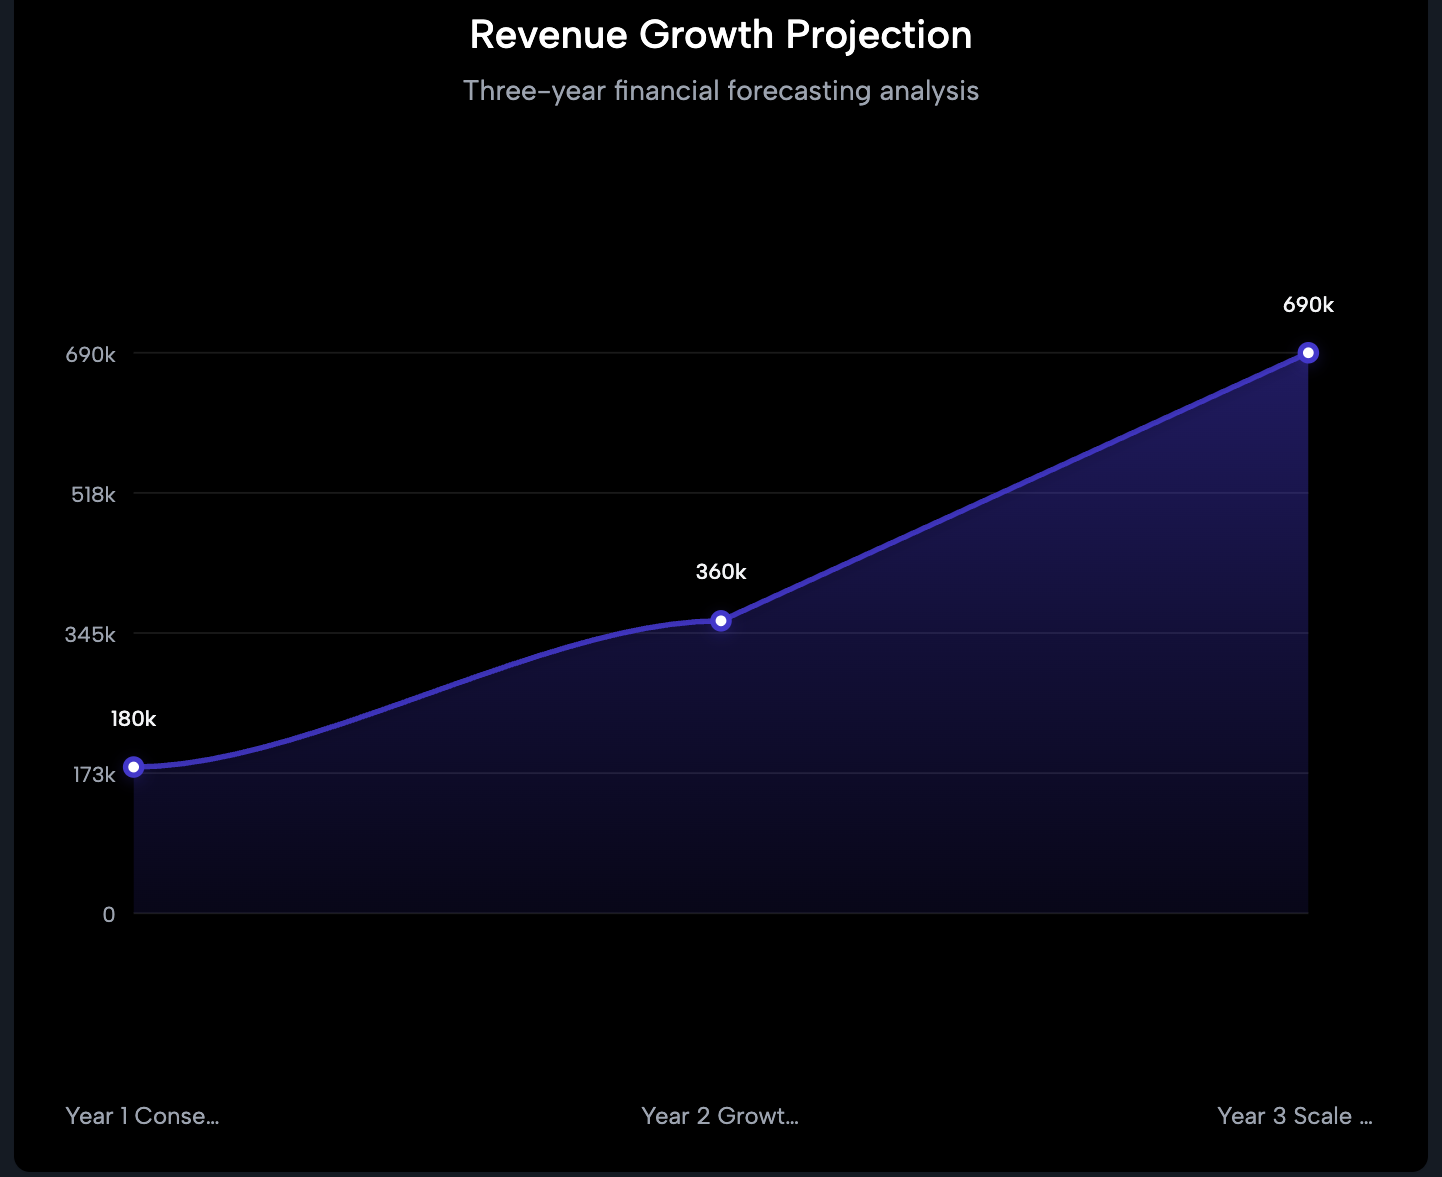 Revenue Growth Projection
Three-year financial forecasting analysis
690k
690k
518k
360k
345k
180k
173k
0
Year 1 Conse...
Year 2 Growt...
Year 3 Scale ...